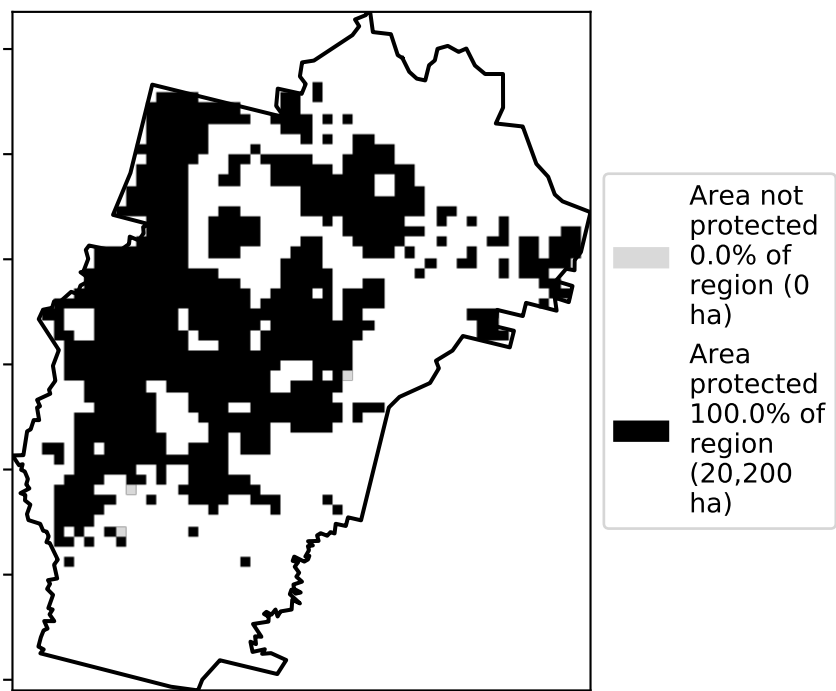 Area not
protected
0.0% of
region (0
ha)
Area
protected
100.0% of
region
(20,200
ha)